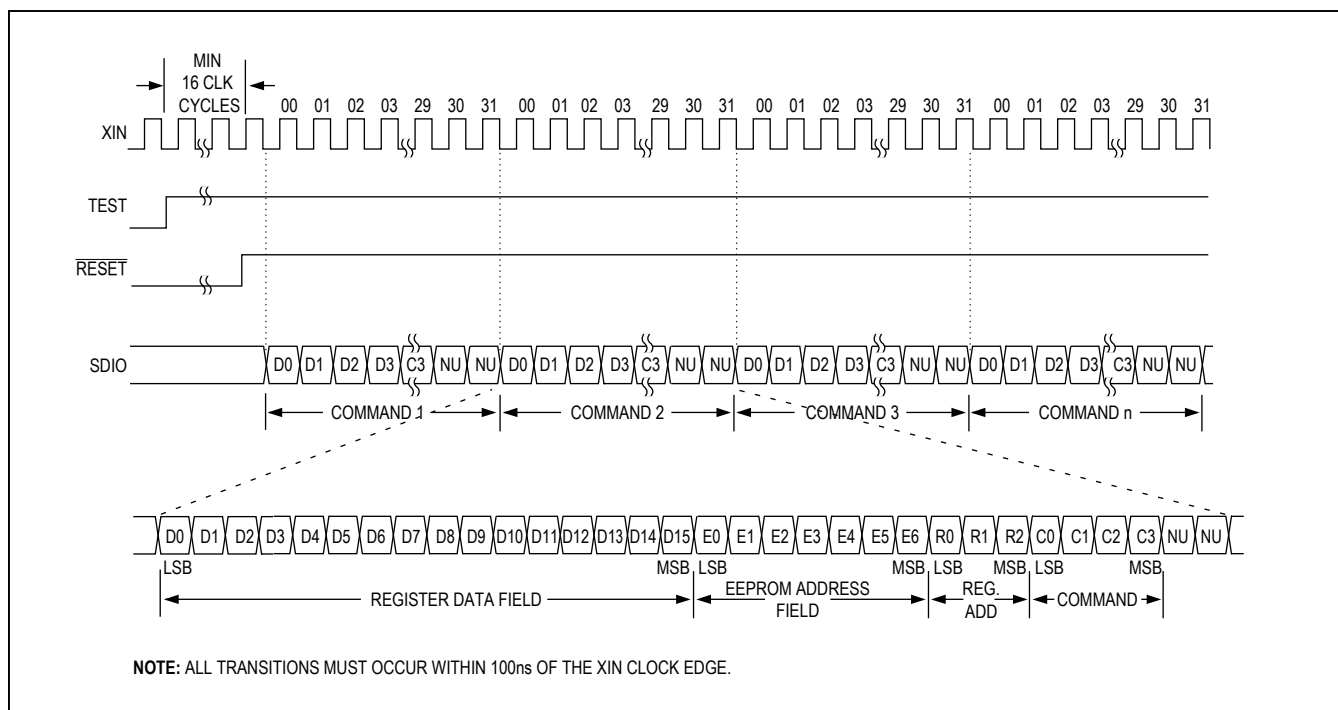 MIN
16 CLK
CYCLES
00 01 02 03 29 30 31 00 01 02 03 29 30 31 00 01 02 03 29 30 31 00 01 02 03 29 30 31
XIN
TEST
RESET
SDIO D0 D1 D2 D3 C3 NU NU D0 D1 D2 D3 C3 NU NU D0 D1 D2 D3 C3 NU NU D0 D1 D2 D3 C3 NU NU
COMMAND 1 COMMAND 2 COMMAND 3 COMMAND n
D0 D1 D2 D3 D4 D5 D6 D7 D8 D9 D10 D11 D12 D13 D14 D15 E0 E1 E2 E3 E4 E5 E6 R0 R1 R2 C0 C1 C2 C3 NU NU
LSB MSB LSB MSB LSB MSB LSB MSB
REGISTER DATA FIELD EEPROM ADDRESS FIELD REG. ADD COMMAND
NOTE: ALL TRANSITIONS MUST OCCUR WITHIN 100ns OF THE XIN CLOCK EDGE.